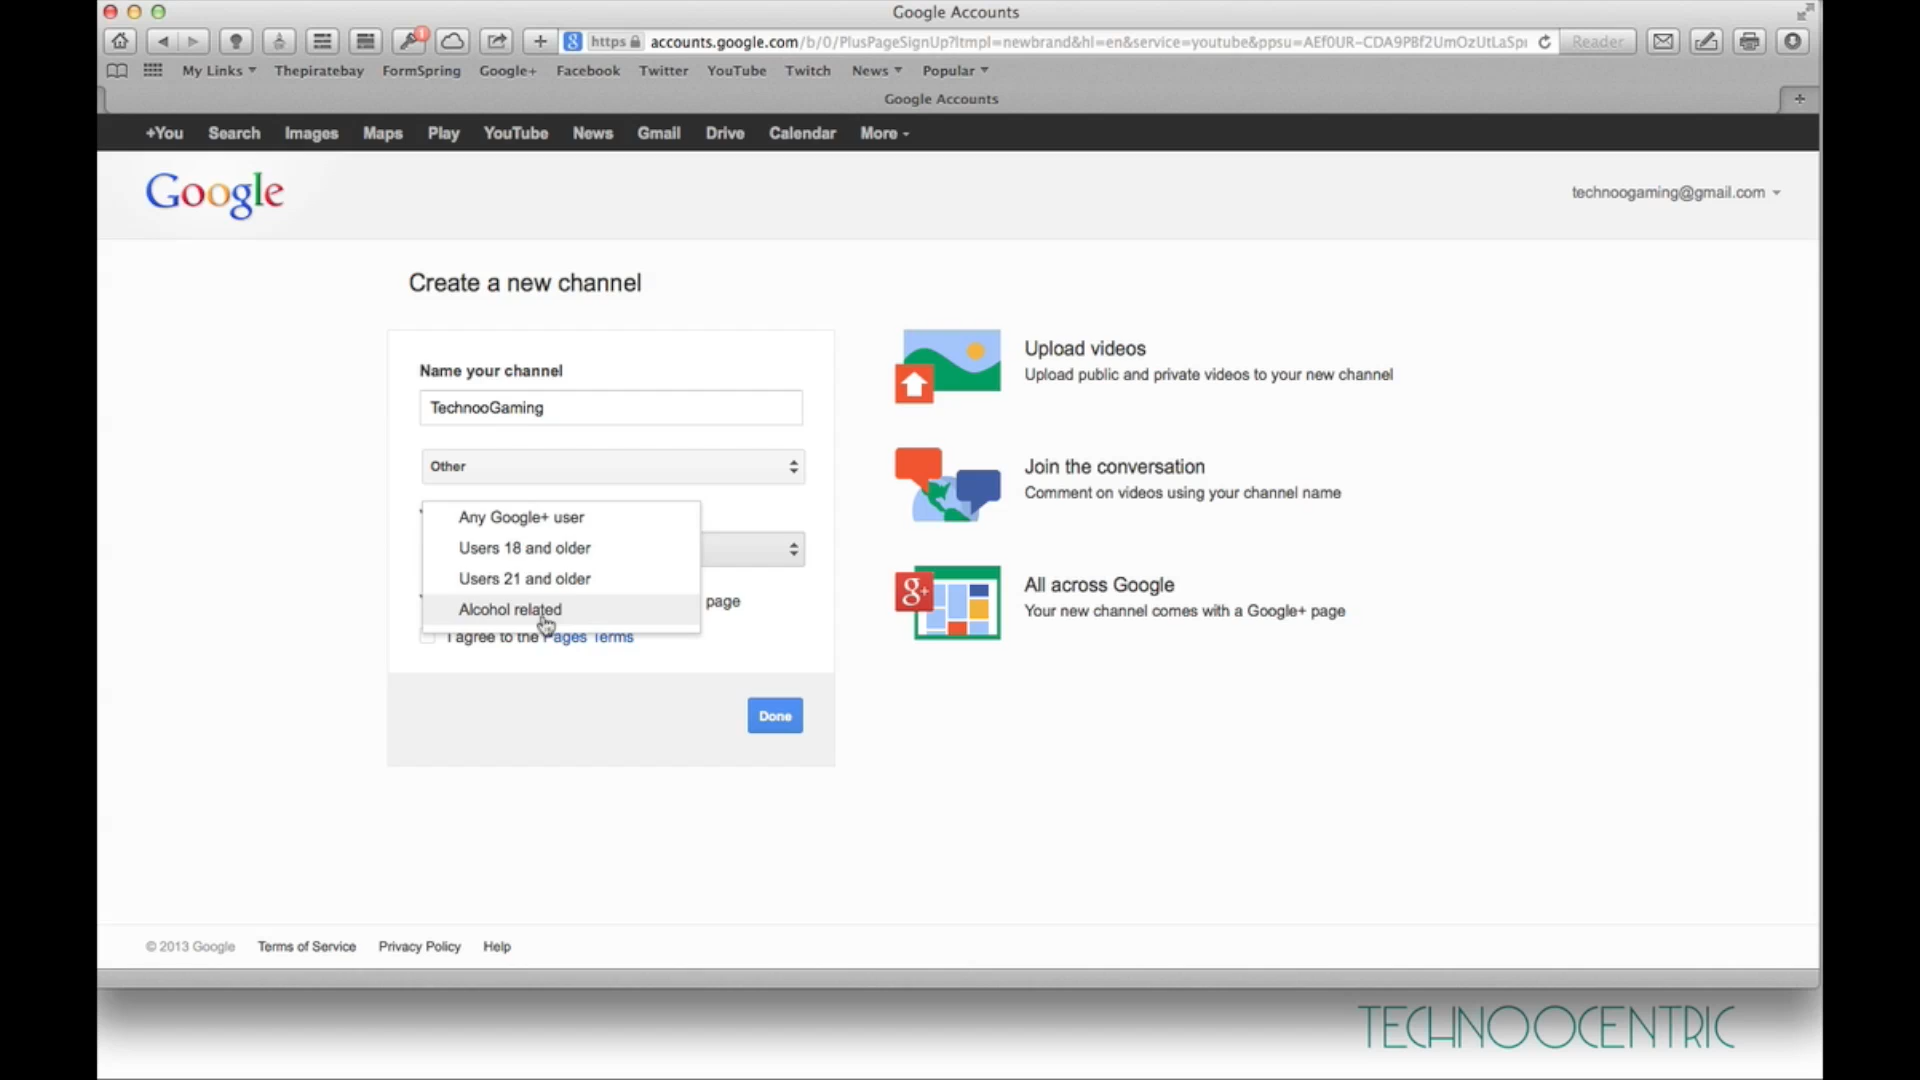 Google Accounts
https accounts.google.com/b/0/PlusPageSignUp?ltmpl=newbrand&hl=en&service=youtube&ppsu=AEf0UR-CDA9PBf2UmOzUtLaSpi Reader
My Links Thepiratebay FormSpring Google+ Facebook Twitter YouTube Twitch News Popular
Google Accounts
+You Search Images Maps Play YouTube News Gmail Drive Calendar More
Google
technoogaming@gmail.com
Create a new channel
Name your channel
TechnooGaming
Other
Any Google+ user
Users 18 and older
Users 21 and older
Alcohol related
page
I agree to the Pages Terms
Done
Upload videos
Upload public and private videos to your new channel
Join the conversation
Comment on videos using your channel name
g+
All across Google
Your new channel comes with a Google+ page
© 2013 Google Terms of Service Privacy Policy Help
TECHNOOCENTRIC